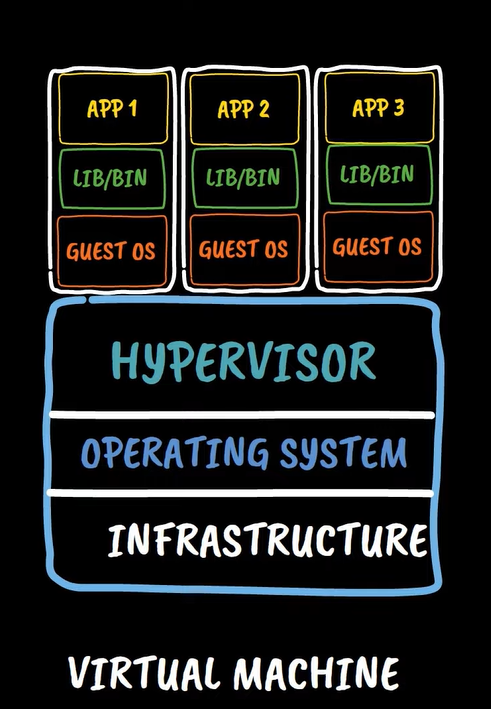 APP 1 APP 2 APP 3
LIB/BIN LIB/BIN LIB/BIN
GUEST OS GUEST OS GUEST OS
HYPERVISOR
OPERATING SYSTEM
INFRASTRUCTURE
VIRTUAL MACHINE